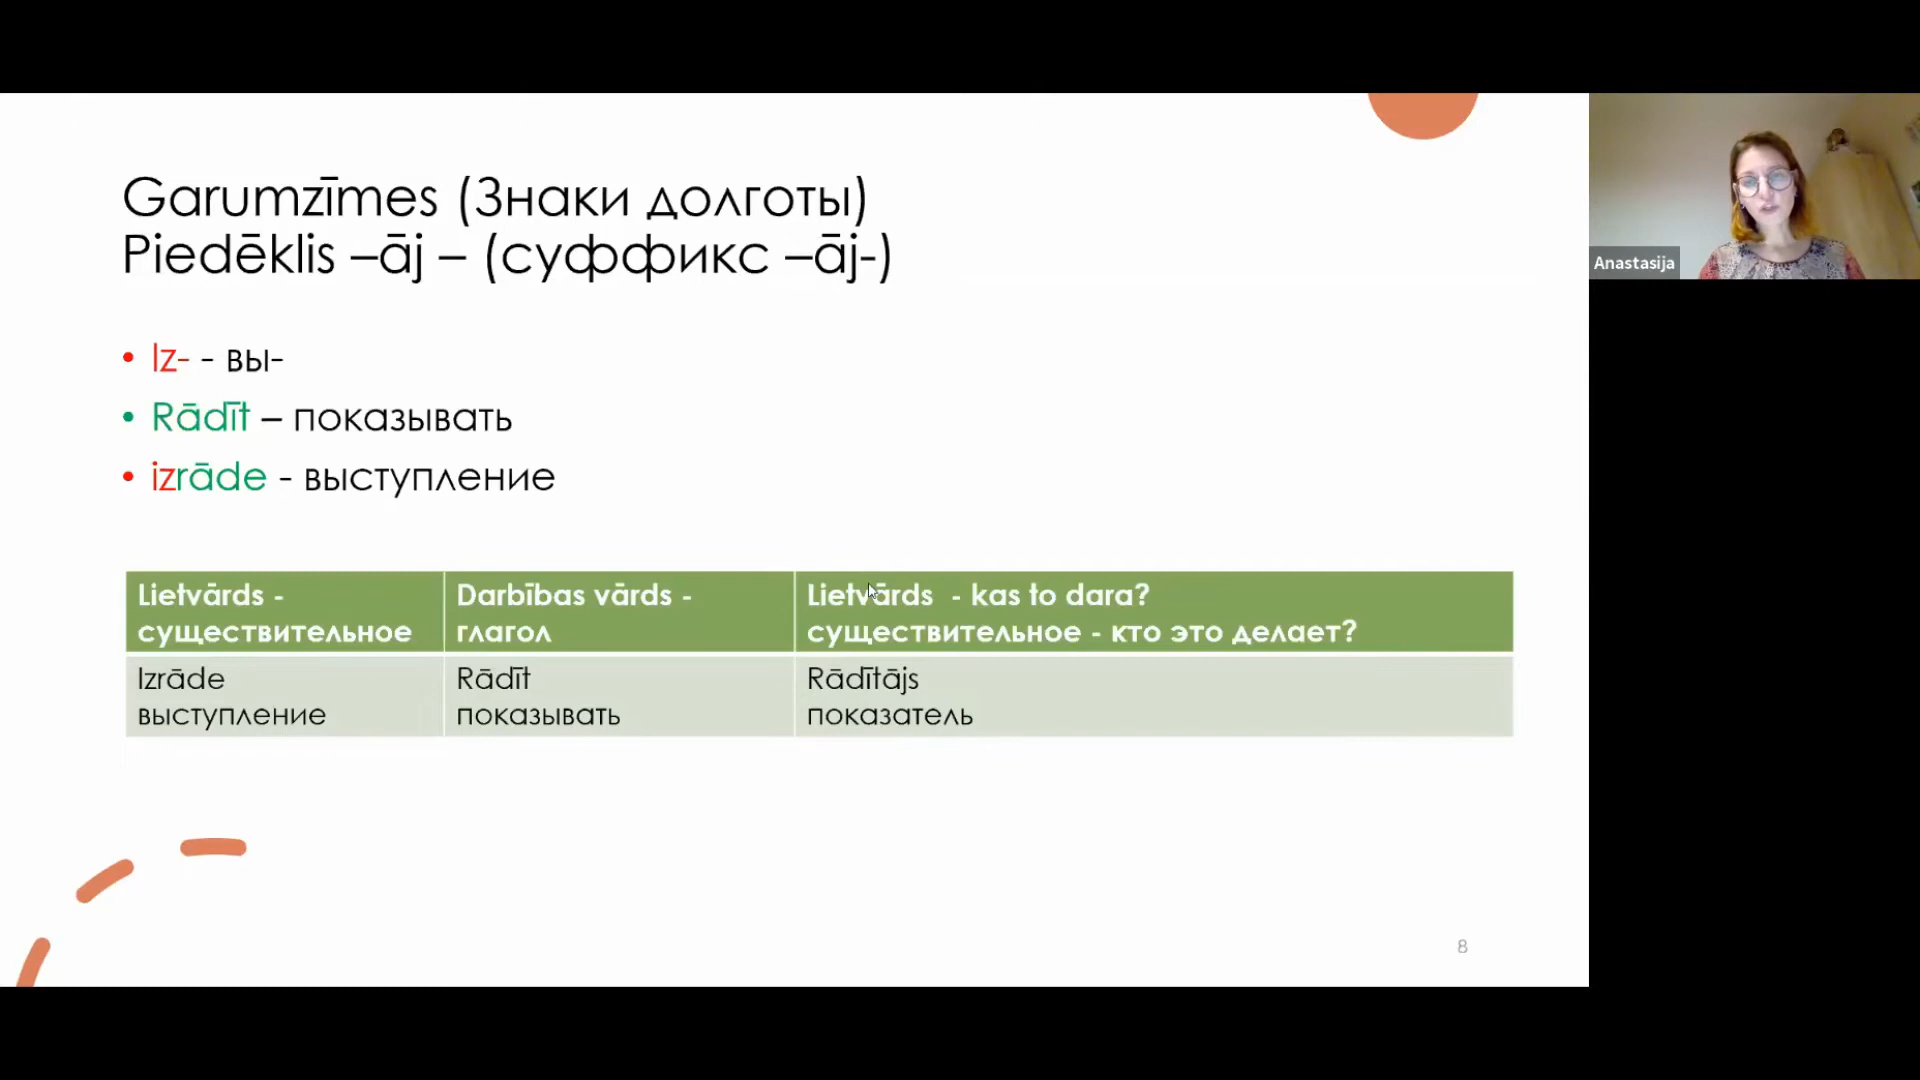 Garumzīmes (Знаки долготы)
Piedēklis –āj – (суффикс –āj-)
• Iz- - вы-
• Rādīt – показывать
• izrāde - выступление
Lietvārds -
существительное
Darbības vārds -
глагол
Lietvārds - kas to dara?
существительное - кто это делает?
Izrāde
выступление
Rādīt
показывать
Rādītājs
показатель
8
Anastasija